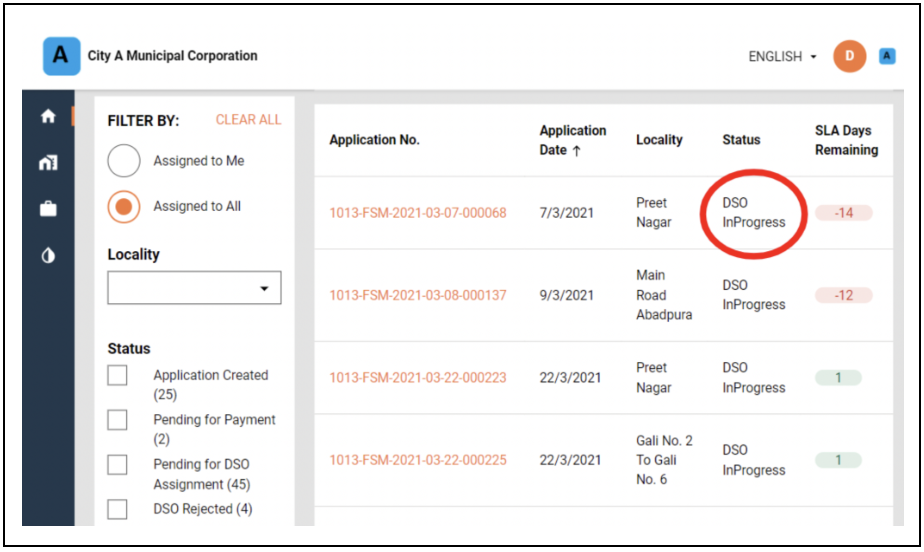 A
City A Municipal Corporation
ENGLISH
D
A
FILTER BY:
CLEAR ALL
Assigned to Me
Assigned to All
Locality
Status
Application Created
(25)
Pending for Payment
(2)
Pending for DSO
Assignment (45)
DSO Rejected (4)
Application No.
Application
Date ↑
Locality
Status
SLA Days
Remaining
1013-FSM-2021-03-07-000068
7/3/2021
Preet
Nagar
DSO
InProgress
-14
1013-FSM-2021-03-08-000137
9/3/2021
Main
Road
Abadpura
DSO
InProgress
-12
1013-FSM-2021-03-22-000223
22/3/2021
Preet
Nagar
DSO
InProgress
1
1013-FSM-2021-03-22-000225
22/3/2021
Gali No. 2
To Gali
No. 6
DSO
InProgress
1